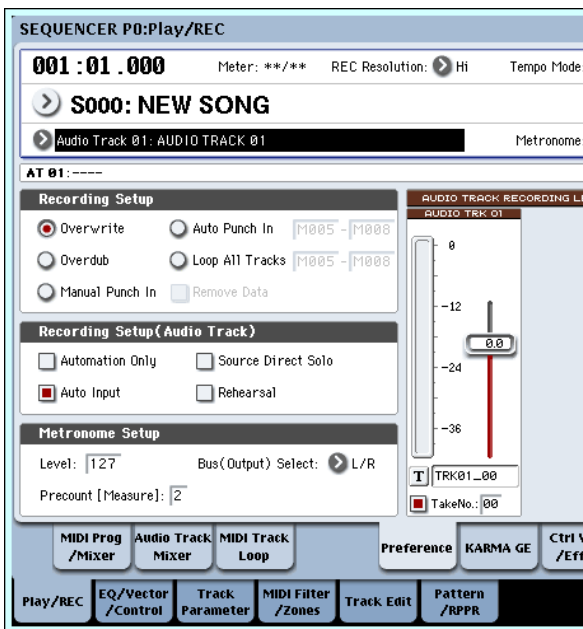 SEQUENCER P0:Play/REC
001:01.000 Meter: **/** REC Resolution: Hi Tempo Mode:
S000: NEW SONG
Audio Track 01: AUDIO TRACK 01 Metronome:
AT 01:----
Recording Setup
Overwrite Auto Punch In M005 - M008
Overdub Loop All Tracks M005 - M008
Manual Punch In Remove Data
Recording Setup(Audio Track)
Automation Only Source Direct Solo
Auto Input Rehearsal
Metronome Setup
Level: 127 Bus(Output) Select: L/R
Precount [Measure]: 2
AUDIO TRACK RECORDING
AUDIO TRK 01
0
-12
0.0
-24
-36
T TRK01_00
TakeNo.: 00
MIDI Prog /Mixer Audio Track Mixer MIDI Track Loop Preference KARMA GE Ctrl
Play/REC EQ/Vector /Control Track Parameter MIDI Filter /Zones Track Edit Pattern /RPPR